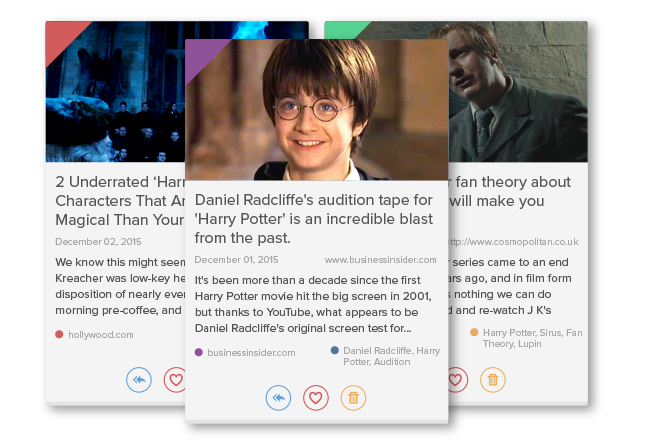 2 Underrated 'Harr
Characters That Ar
Magical Than Your
December 02, 2015
We know this might seem
Kreacher was low-key he
disposition of nearly ever
morning pre-coffee, and
hollywood.com
Daniel Radcliffe's audition tape for
'Harry Potter' is an incredible blast
from the past.
December 01, 2015 www.businessinsider.com
It's been more than a decade since the first
Harry Potter movie hit the big screen in 2001,
but thanks to YouTube, what appears to be
Daniel Radcliffe's original screen test for...
businessinsider.com
Daniel Radcliffe, Harry
Potter, Audition
r fan theory about
will make you
http://www.cosmopolitan.co.uk
r series came to an end
ars ago, and in film form
s nothing we can do
d and re-watch J K's
Harry Potter, Sirus, Fan
Theory, Lupin